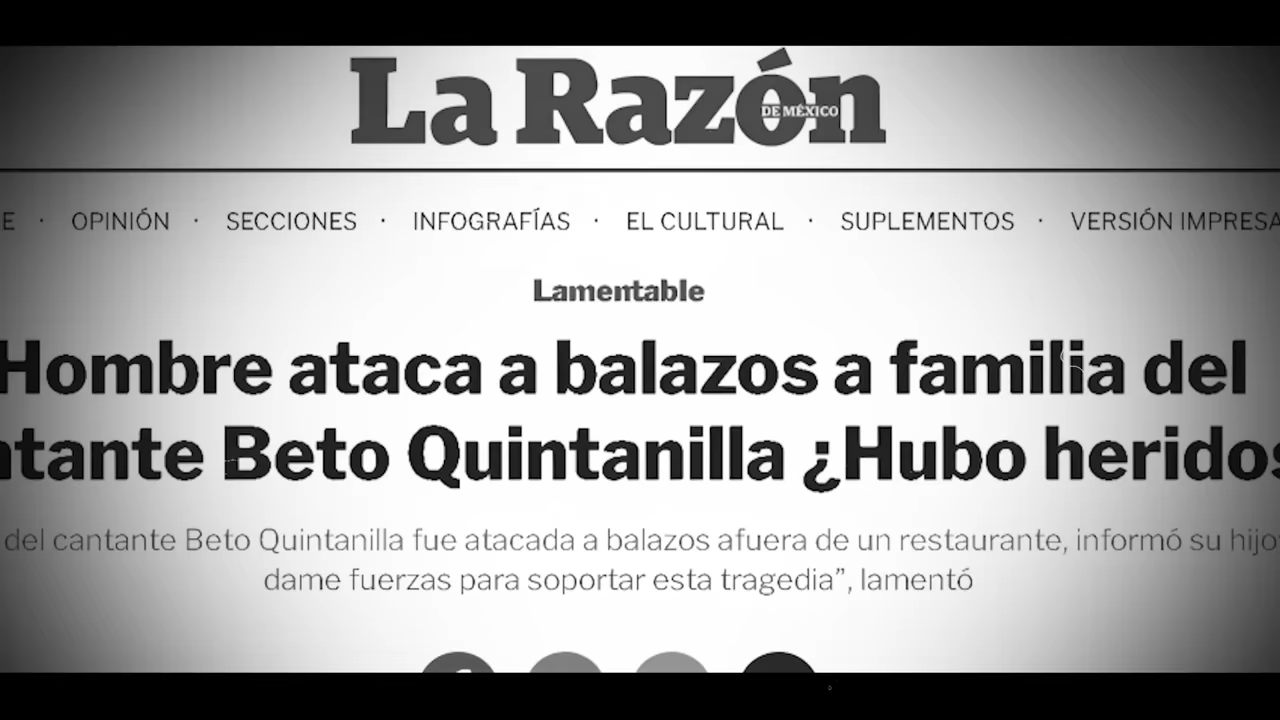 La Razón
DE MÉXICO
E · OPINIÓN · SECCIONES · INFOGRAFÍAS · EL CULTURAL · SUPLEMENTOS · VERSIÓN IMPRESA
Lamentable
Hombre ataca a balazos a familia del
ntante Beto Quintanilla ¿Hubo heridos
del cantante Beto Quintanilla fue atacada a balazos afuera de un restaurante, informó su hijo
dame fuerzas para soportar esta tragedia”, lamentó